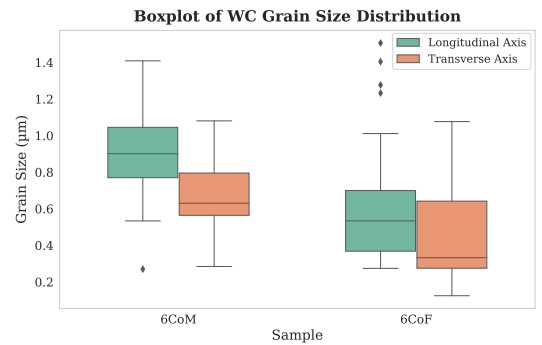 Boxplot of WC Grain Size Distribution
Longitudinal Axis
Transverse Axis
Grain Size (μm)
1.4
1.2
1.0
0.8
0.6
0.4
0.2
6CoM
6CoF
Sample